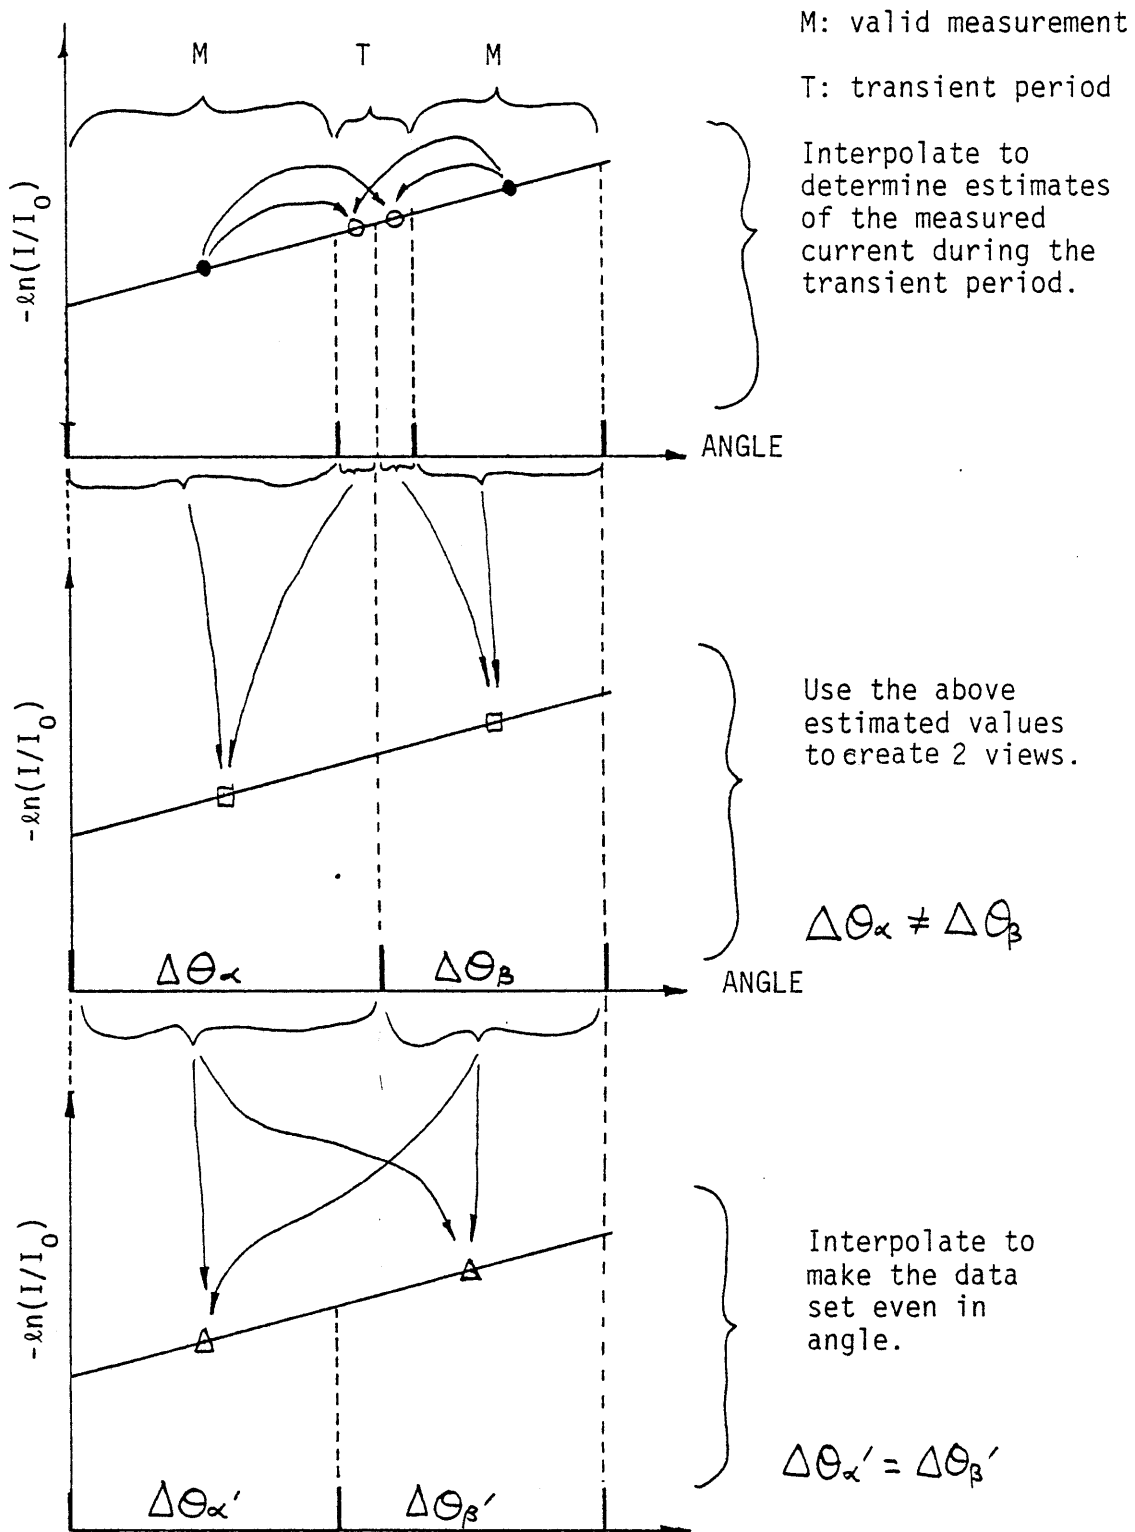 M: valid measurement
M T M
T: transient period
Interpolate to
determine estimates
of the measured
current during the
transient period.
-ℓn(I/I₀)
ANGLE
Use the above
estimated values
to create 2 views.
-ℓn(I/I₀)
Δθα ≠ Δθβ
Δθα Δθβ
ANGLE
Interpolate to
make the data
set even in
angle.
-ℓn(I/I₀)
Δθα' = Δθβ'
Δθα' Δθβ'